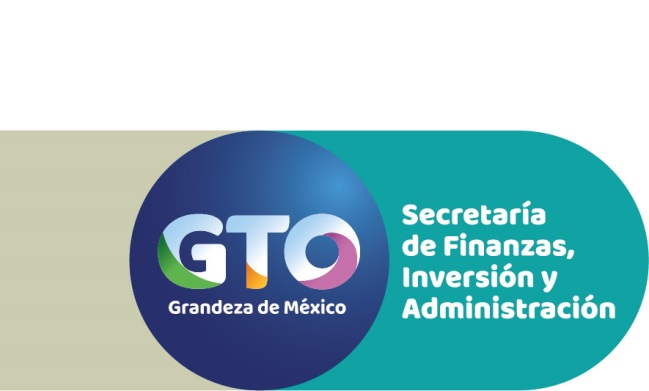 GTO
Grandeza de México
Secretaría
de Finanzas,
Inversión y
Administración